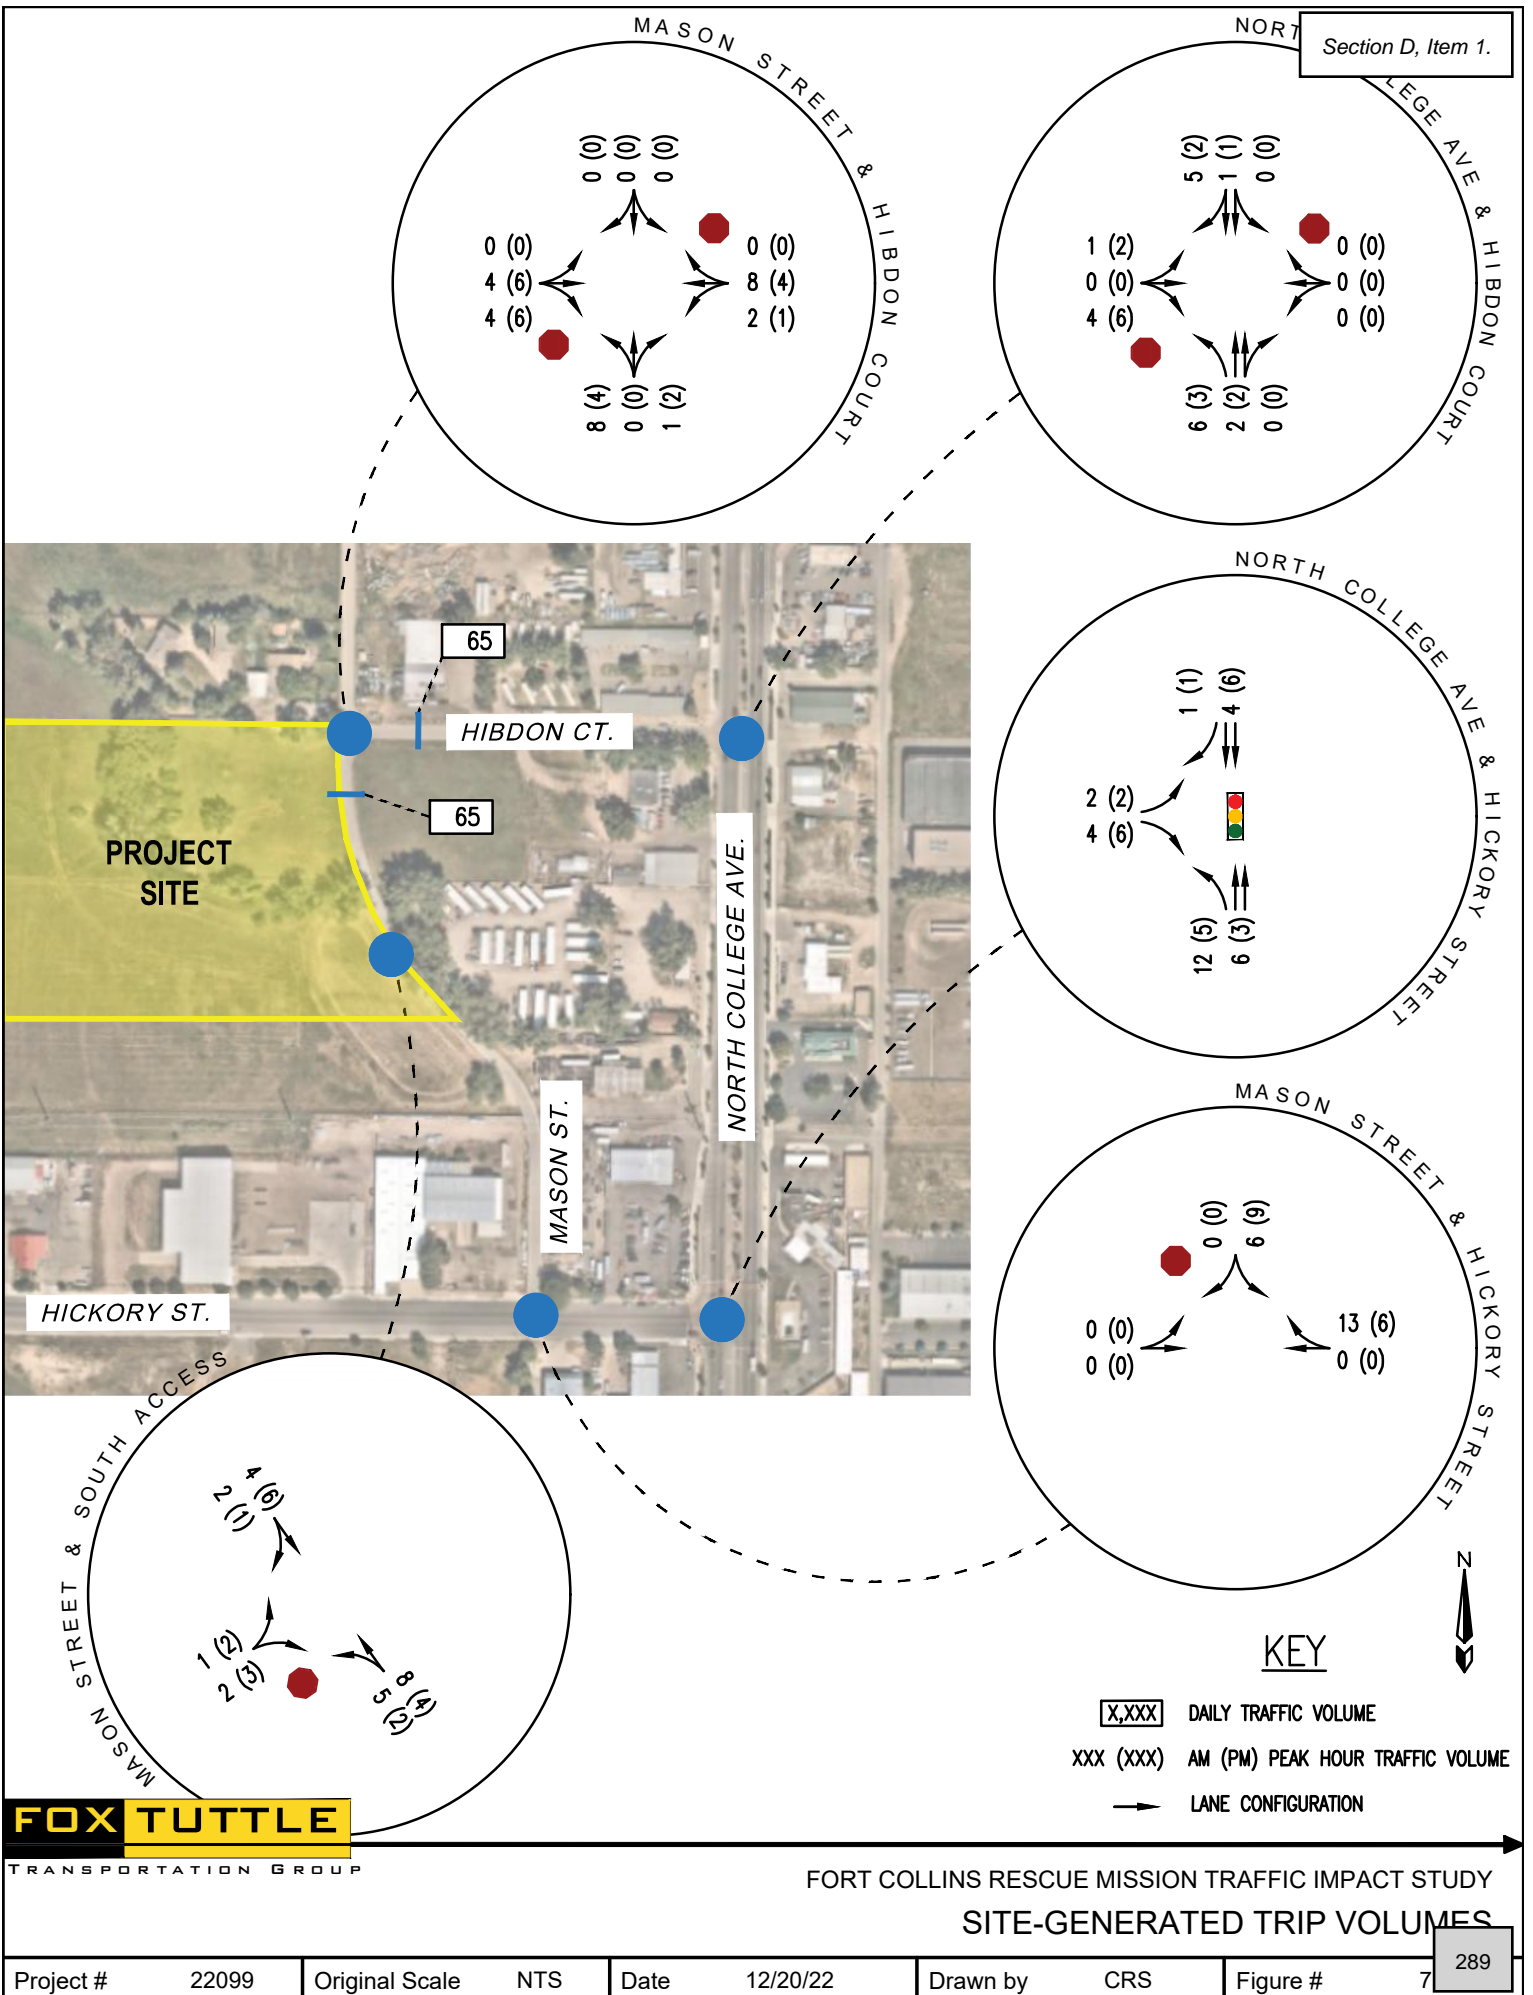 MASON STREET & HIBDON COURT
0 (0)
0 (0)
0 (0)
0 (0)
4 (6)
4 (6)
0 (0)
8 (4)
2 (1)
8 (4)
0 (0)
1 (2)
Section D, Item 1.
NORT LEGE AVE & HIBDON COURT
5 (2)
1 (1)
0 (0)
1 (2)
0 (0)
4 (6)
0 (0)
0 (0)
0 (0)
6 (3)
2 (2)
0 (0)
65
HIBDON CT.
65
PROJECT
SITE
NORTH COLLEGE AVE.
MASON ST.
HICKORY ST.
NORTH COLLEGE AVE & HICKORY STREET
1 (1)
4 (6)
2 (2)
4 (6)
12 (5)
6 (3)
MASON STREET & HICKORY STREET
0 (0)
6 (9)
0 (0)
0 (0)
13 (6)
0 (0)
MASON STREET & SOUTH ACCESS
4 (6)
2 (1)
1 (2)
2 (3)
8 (4)
5 (2)
N
KEY
X,XXX DAILY TRAFFIC VOLUME
XXX (XXX) AM (PM) PEAK HOUR TRAFFIC VOLUME
LANE CONFIGURATION
FOX TUTTLE
TRANSPORTATION GROUP
FORT COLLINS RESCUE MISSION TRAFFIC IMPACT STUDY
SITE-GENERATED TRIP VOLUMES
289
Project # 22099 Original Scale NTS Date 12/20/22 Drawn by CRS Figure # 7